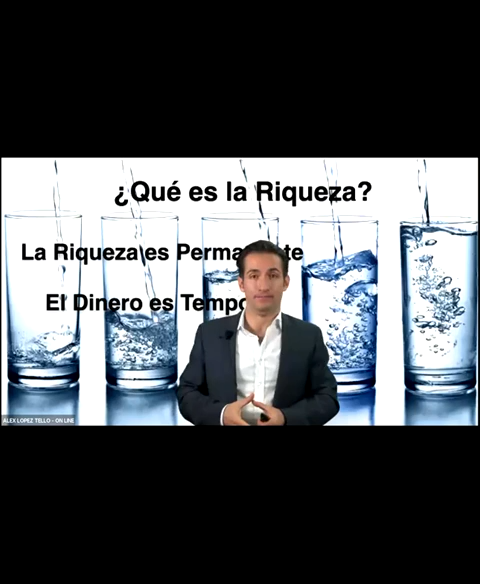 ¿Qué es la Riqueza?
La Riqueza es
El Dinero es
ALEX LOPEZ TELLO - ON LINE